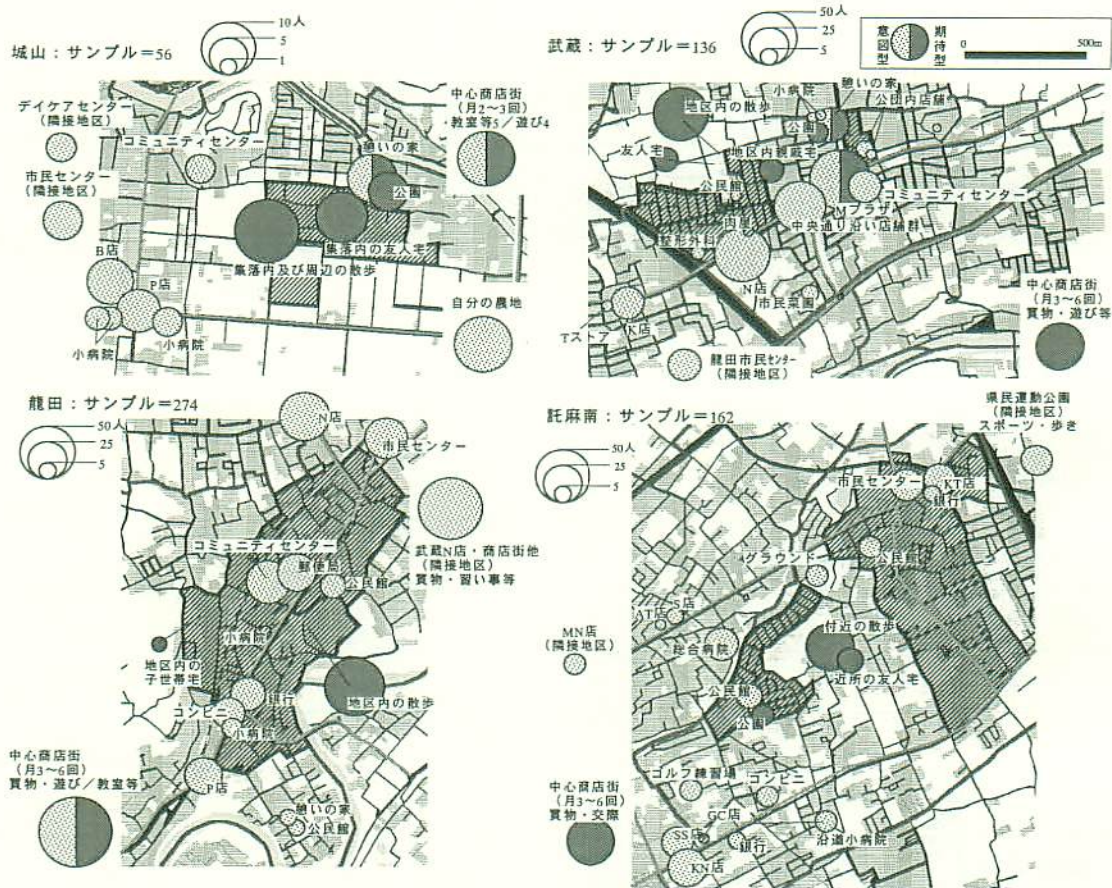 城山：サンプル=56
10人
5
1
デイケアセンター
(隣接地区)
コミュニティセンター
市民センター
(隣接地区)
中心商店街
(月2〜3回)
教室等5／遊び4
憩いの家
公園
集落内の友人宅
集落内及び周辺の散歩
B店
P店
小病院
小病院
自分の農地
武蔵：サンプル=136
50人
25
5
意図型
期待型
0
500m
小病院
憩いの家
公団内店舗
地区内の散歩
公園
友人宅
地区内親蔵宅
公民館
コミュニティセンター
Mプラザ
中央通り沿い店舗群
肉屋
整形外科
N店
市民菜園
Tストア
K店
龍田市民センター
(隣接地区)
中心商店街
(月3〜6回)
買物・遊び等
龍田：サンプル=274
50人
25
5
N店
市民センター
武蔵N店・商店街他
(隣接地区)
買物・習い事等
コミュニティセンター
郵便局
公民館
小病院
地区内の
子世帯宅
地区内の散歩
銀行
コンビニ
小病院
中心商店街
(月3〜6回)
買物・遊び／教室等
P店
憩いの家
公民館
託麻南：サンプル=162
50人
25
5
県民運動公園
(隣接地区)
スポーツ・歩き
市民センター
KT店
銀行
公民館
グラウンド
S店
AT店
MN店
(隣接地区)
総合病院
付近の散歩
近所の友人宅
公民館
公園
ゴルフ練習場
コンビニ
中心商店街
(月3〜6回)
買物・交際
GC店
SS店
銀行
沿道小病院
KN店